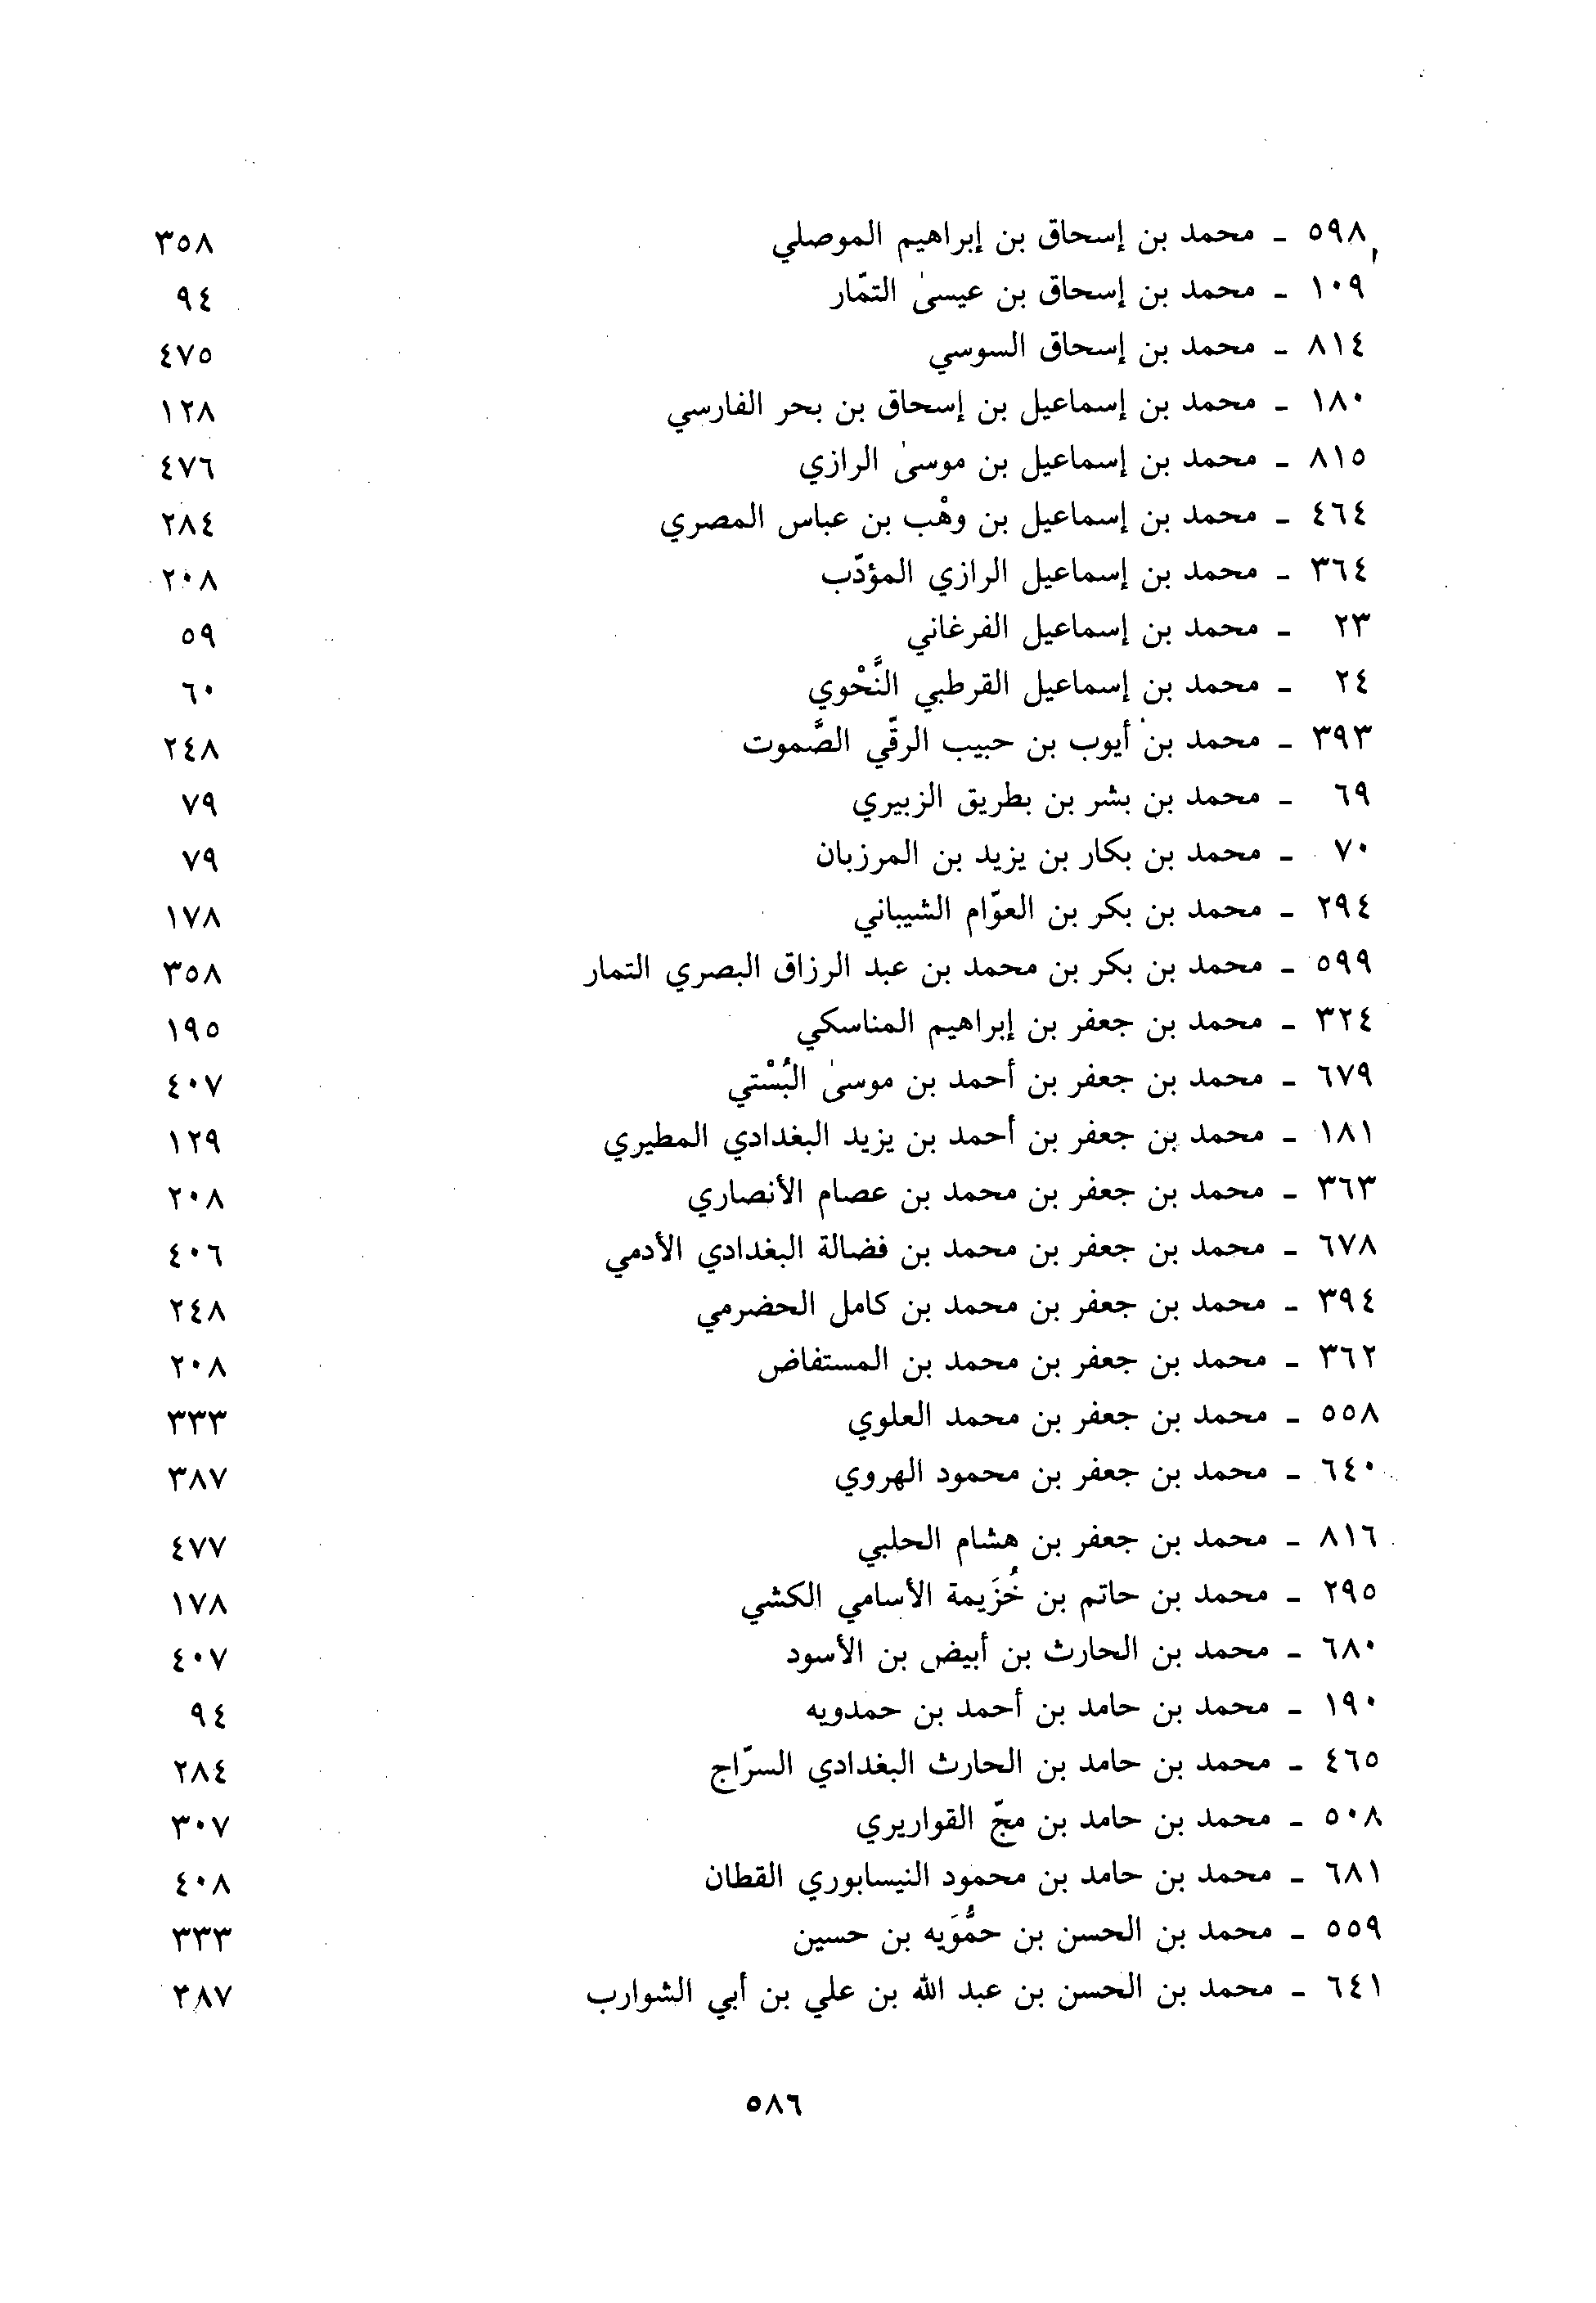 ٥٩٨ - محمد بن إسحاق بن إبراهيم الموصلي ٣٥٨
١٠٩ - محمد بن إسحاق بن عيسىٰ التمّار ٩٤
٨١٤ - محمد بن إسحاق السوسي ٤٧٥
١٨٠ - محمد بن إسماعيل بن إسحاق بن بحر الفارسي ١٢٨
٨١٥ - محمد بن إسماعيل بن موسىٰ الرازي ٤٧٦
٤٦٤ - محمد بن إسماعيل بن وهْب بن عباس المصري ٢٨٤
٣٦٤ - محمد بن إسماعيل الرازي المؤدّب ٢٠٨
٢٣ - محمد بن إسماعيل الفرغاني ٥٩
٢٤ - محمد بن إسماعيل القرطبي النَّحْوي ٦٠
٣٩٣ - محمد بن أيوب بن حبيب الرقّي الصَّموت ٢٤٨
٦٩ - محمد بن بشر بن بطريق الزبيري ٧٩
٧٠ - محمد بن بكار بن يزيد بن المرزبان ٧٩
٢٩٤ - محمد بن بكر بن العوّام الشيباني ١٧٨
٥٩٩ - محمد بن بكر بن محمد بن عبد الرزاق البصري التمار ٣٥٨
٣٢٤ - محمد بن جعفر بن إبراهيم المناسكي ١٩٥
٦٧٩ - محمد بن جعفر بن أحمد بن موسىٰ البُسْتي ٤٠٧
١٨١ - محمد بن جعفر بن أحمد بن يزيد البغدادي المطيري ١٢٩
٣٦٣ - محمد بن جعفر بن محمد بن عصام الأنصاري ٢٠٨
٦٧٨ - محمد بن جعفر بن محمد بن فضالة البغدادي الأدمي ٤٠٦
٣٩٤ - محمد بن جعفر بن محمد بن كامل الحضرمي ٢٤٨
٣٦٢ - محمد بن جعفر بن محمد بن المستفاض ٢٠٨
٥٥٨ - محمد بن جعفر بن محمد العلوي ٣٣٣
٦٤٠ - محمد بن جعفر بن محمود الهروي ٣٨٧
٨١٦ - محمد بن جعفر بن هشام الحلبي ٤٧٧
٢٩٥ - محمد بن حاتم بن خُزَيمة الأسامي الكشي ١٧٨
٦٨٠ - محمد بن الحارث بن أبيض بن الأسود ٤٠٧
١٩٠ - محمد بن حامد بن أحمد بن حمدويه ٩٤
٤٦٥ - محمد بن حامد بن الحارث البغدادي السرّاج ٢٨٤
٥٠٨ - محمد بن حامد بن مجّ القواريري ٣٠٧
٦٨١ - محمد بن حامد بن محمود النيسابوري القطان ٤٠٨
٥٥٩ - محمد بن الحسن بن حمُّوَيه بن حسين ٣٣٣
٦٤١ - محمد بن الحسن بن عبد الله بن علي بن أبي الشوارب ٣٨٧
٥٨٦